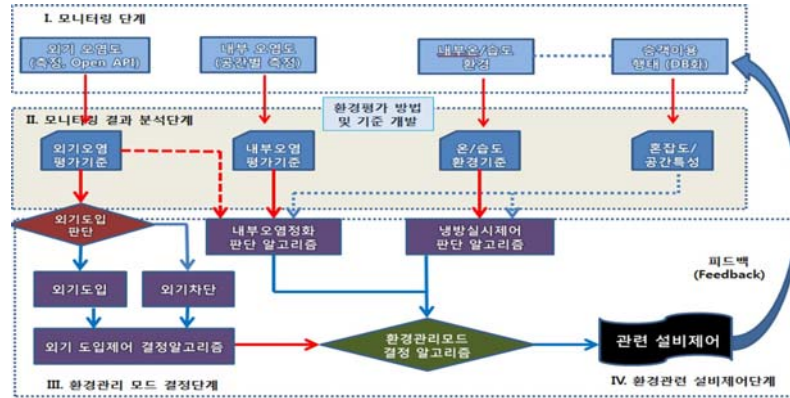 I. 모니터링 단계
외기 오염도
(측정, Open API)
내부 오염도
(공간별 측정)
내부온/습도
환경
승객이용
행태 (DB화)
환경평가 방법
및 기준 개발
II. 모니터링 결과 분석단계
외기오염
평가기준
내부오염
평가기준
온/습도
환경기준
혼잡도/
공간특성
외기도입
판단
내부오염정화
판단 알고리즘
냉방실시제어
판단 알고리즘
피드백
(Feedback)
외기도입
외기차단
외기 도입제어 결정알고리즘
환경관리모드
결정 알고리즘
관련 설비제어
III. 환경관리 모드 결정단계
IV. 환경관련 설비제어단계